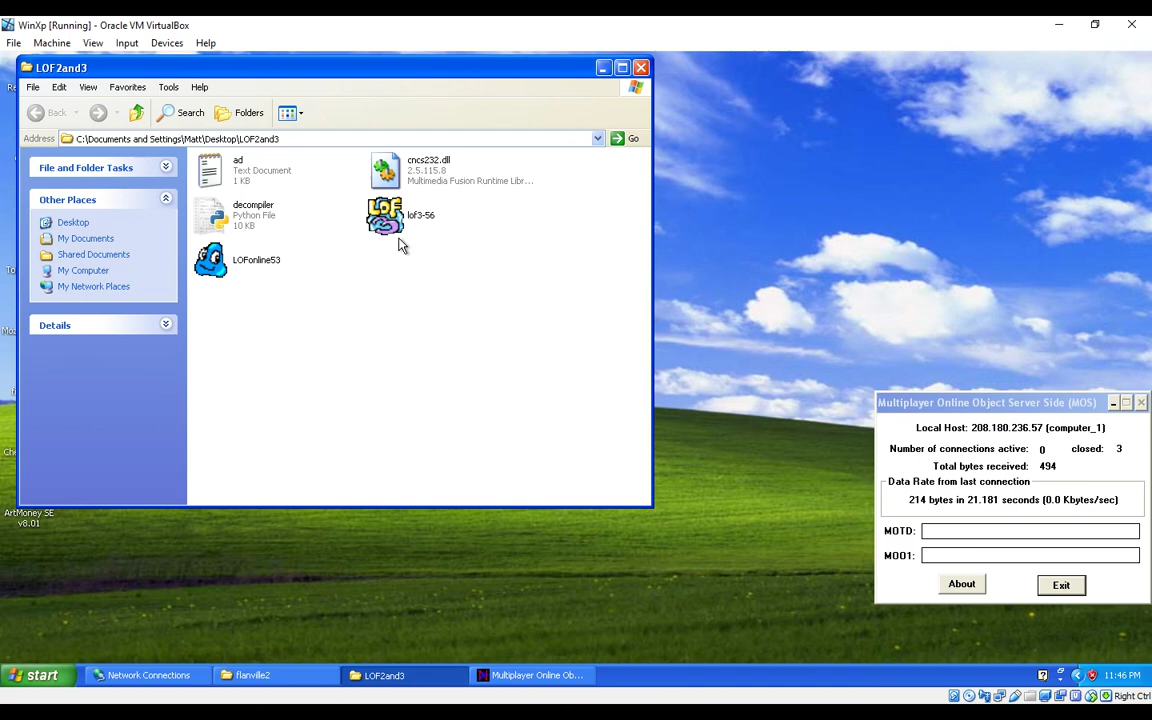 WinXp [Running] - Oracle VM VirtualBox
File Machine View Input Devices Help
LOF2and3
File Edit View Favorites Tools Help
Back Search Folders
Address C:\Documents and Settings\Matt\Desktop\LOF2and3 Go
File and Folder Tasks
Other Places
Desktop
My Documents
Shared Documents
My Computer
My Network Places
Details
ad
Text Document
1 KB
cncs232.dll
2.5.115.8
Multimedia Fusion Runtime Libr...
decompiler
Python File
10 KB
LOF
lof3-56
LOFonline53
ArtMoney SE
v8.01
Multiplayer Online Object Server Side (MOS)
Local Host: 208.180.236.57 (computer_1)
Number of connections active: 0 closed: 3
Total bytes received: 494
Data Rate from last connection
214 bytes in 21.181 seconds (0.0 Kbytes/sec)
MOTD:
MOO1:
About Exit
start Network Connections flanville2 LOF2and3 Multiplayer Online Ob... 11:46 PM
Right Ctrl